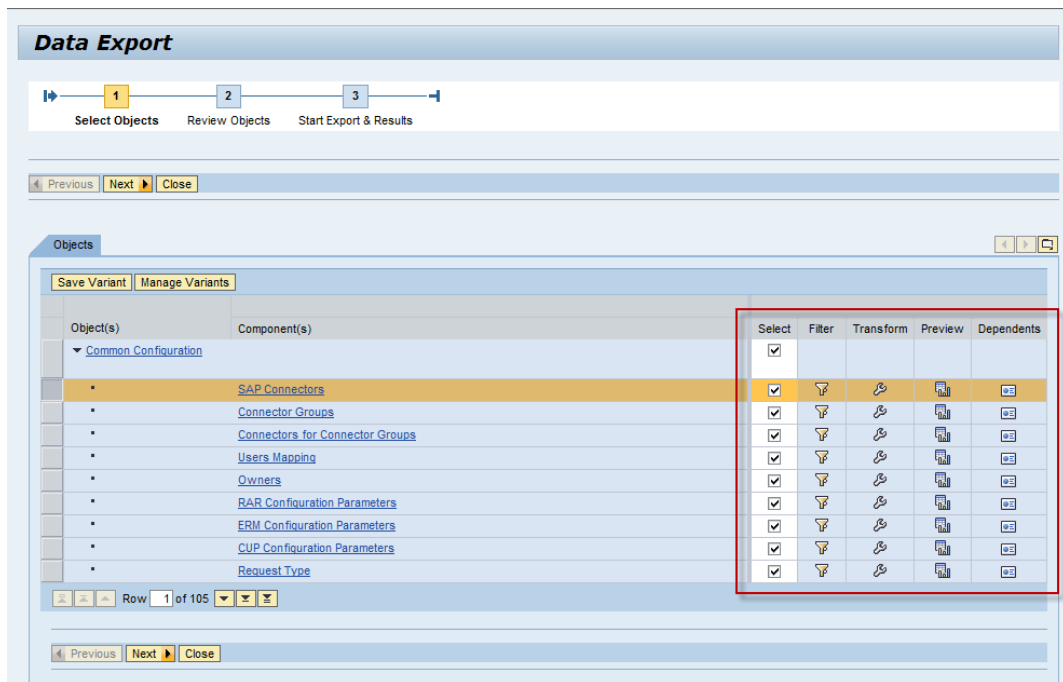 Data Export
1 2 3
Select Objects Review Objects Start Export & Results
Previous Next Close
Objects
Save Variant Manage Variants
Object(s) Component(s) Select Filter Transform Preview Dependents
Common Configuration
SAP Connectors
Connector Groups
Connectors for Connector Groups
Users Mapping
Owners
RAR Configuration Parameters
ERM Configuration Parameters
CUP Configuration Parameters
Request Type
Row 1 of 105
Previous Next Close